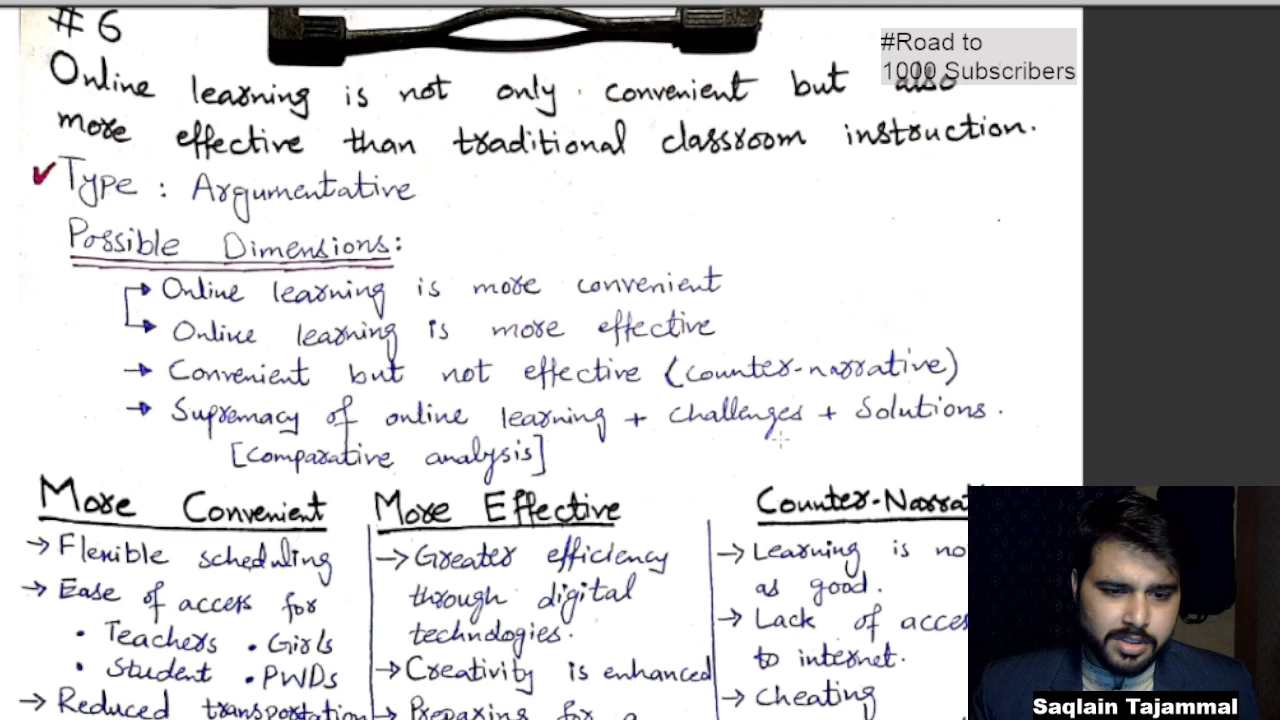 # 6
#Road to
1000 Subscribers
Online learning is not only convenient but also
more effective than traditional classroom instruction.
✓ Type : Argumentative
Possible Dimensions:
→ Online learning is more convenient
→ Online learning is more effective
→ Convenient but not effective (counter-narrative)
→ Supremacy of online learning + challenges + Solutions.
[comparative analysis]
More Convenient
→ Flexible scheduling
→ Ease of access for
• Teachers • Girls
• Student • PWDs
→ Reduced transportation
More Effective
→ Greater efficiency
through digital
technologies.
→ Creativity is enhanced
→ Preparing for a
Counter-Narrati
→ Learning is no
as good.
→ Lack of acces
to internet.
→ Cheating
Saqlain Tajammal